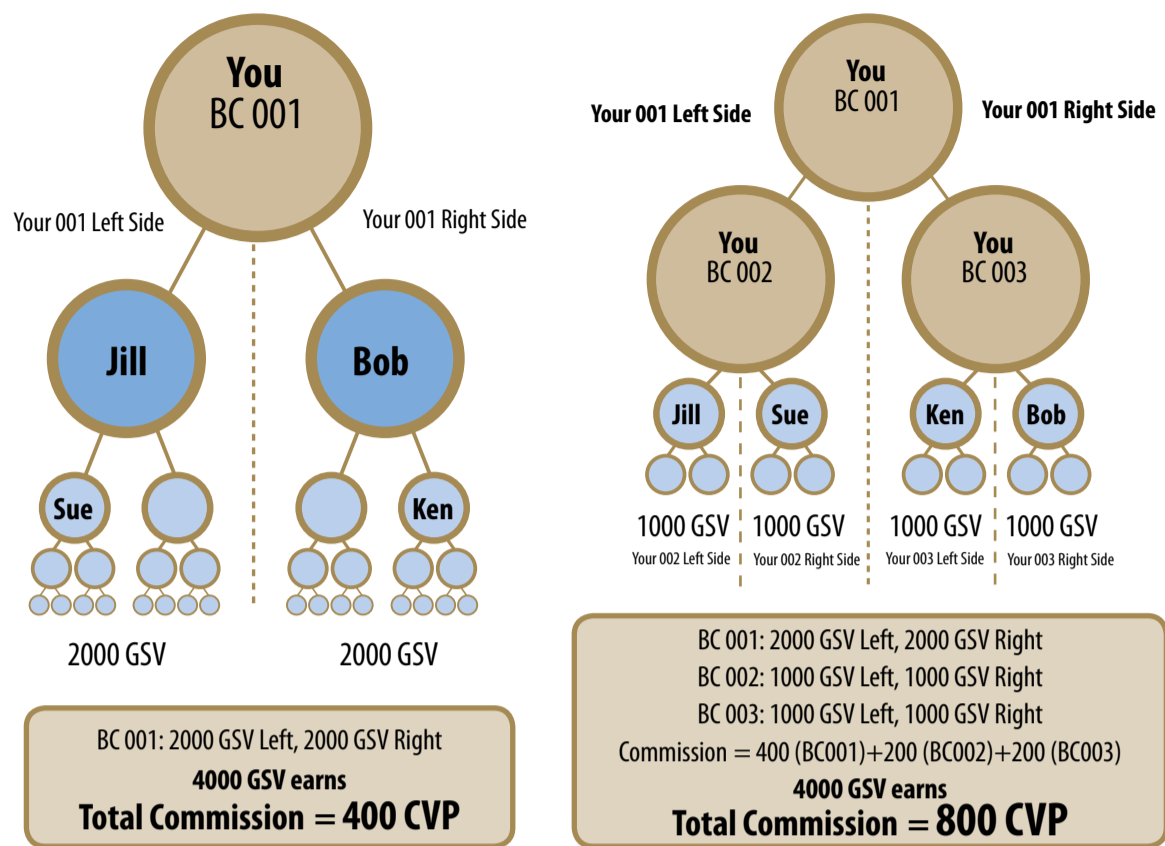 You
BC 001
Your 001 Left Side
Your 001 Right Side
Jill
Bob
Sue
Ken
2000 GSV
2000 GSV
BC 001: 2000 GSV Left, 2000 GSV Right
4000 GSV earns
Total Commission = 400 CVP
You
BC 001
Your 001 Left Side
Your 001 Right Side
You
BC 002
You
BC 003
Jill
Sue
Ken
Bob
1000 GSV
1000 GSV
1000 GSV
1000 GSV
Your 002 Left Side
Your 002 Right Side
Your 003 Left Side
Your 003 Right Side
BC 001: 2000 GSV Left, 2000 GSV Right
BC 002: 1000 GSV Left, 1000 GSV Right
BC 003: 1000 GSV Left, 1000 GSV Right
Commission = 400 (BC001)+200 (BC002)+200 (BC003)
4000 GSV earns
Total Commission = 800 CVP